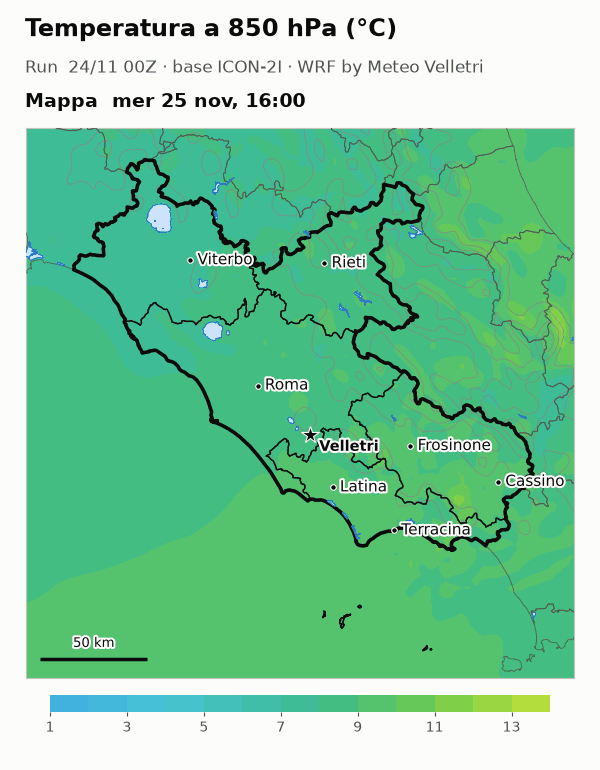 Temperatura a 850 hPa (°C)
Run  24/11 00Z · base ICON-2I · WRF by Meteo Velletri
Mappa  mer 25 nov, 16:00
Viterbo
Rieti
Roma
Velletri
Frosinone
Cassino
Latina
Terracina
50 km
1 3 5 7 9 11 13